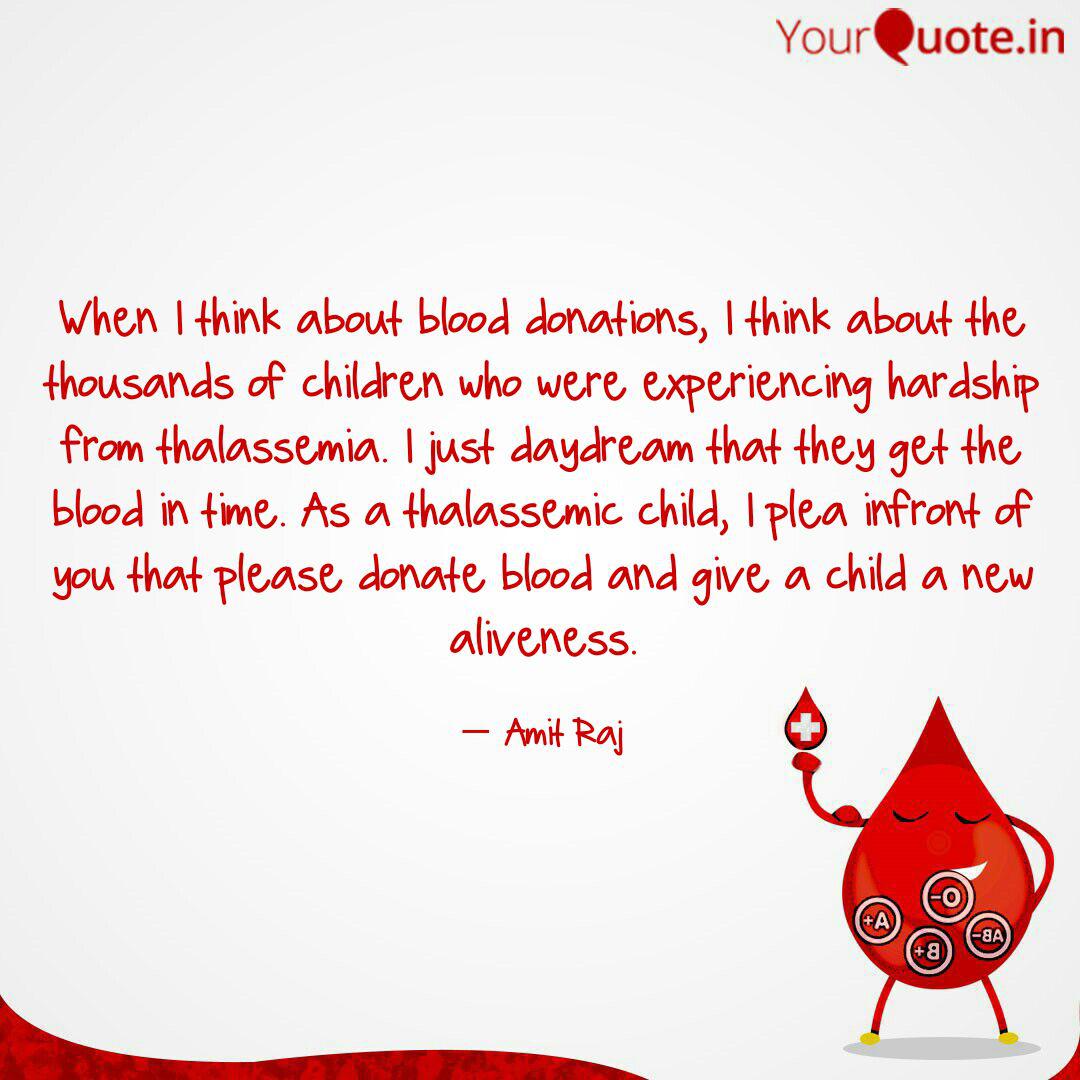 YourQuote.in
When I think about blood donations, I think about the
thousands of children who were experiencing hardship
from thalassemia. I just daydream that they get the
blood in time. As a thalassemic child, I plea infront of
you that please donate blood and give a child a new
aliveness.
— Amit Raj
O-
A+
AB-
B+